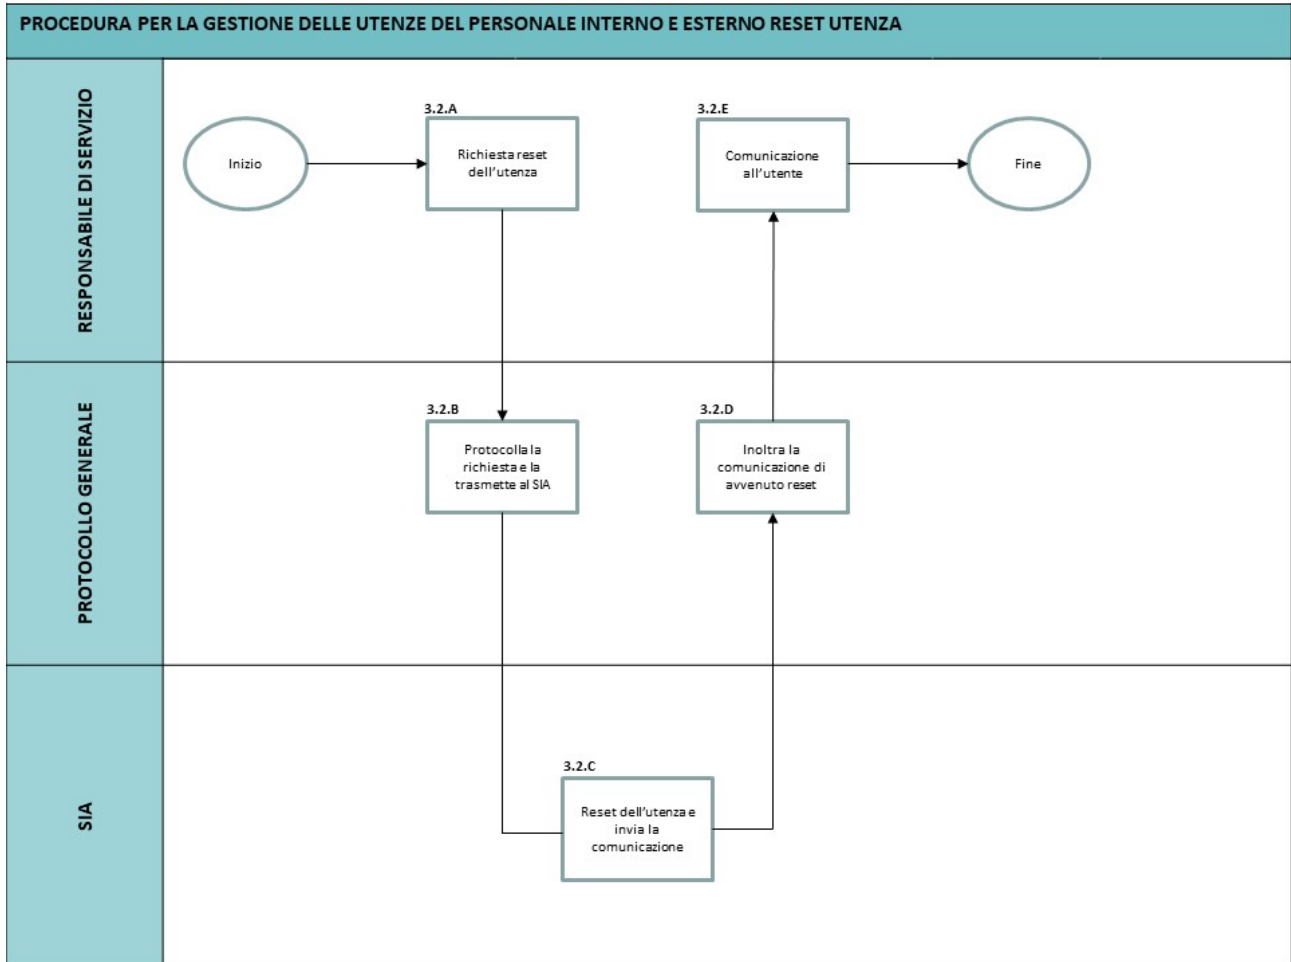 PROCEDURA PER LA GESTIONE DELLE UTENZE DEL PERSONALE INTERNO E ESTERNO RESET UTENZA
RESPONSABILE DI SERVIZIO
Inizio
3.2.A
Richiesta reset
dell'utenza
3.2.E
Comunicazione
all'utente
Fine
PROTOCOLLO GENERALE
3.2.B
Protocolla la
richiesta e la
trasmette al SIA
3.2.D
Inoltra la
comunicazione di
avvenuto reset
SIA
3.2.C
Reset dell'utenza e
invia la
comunicazione